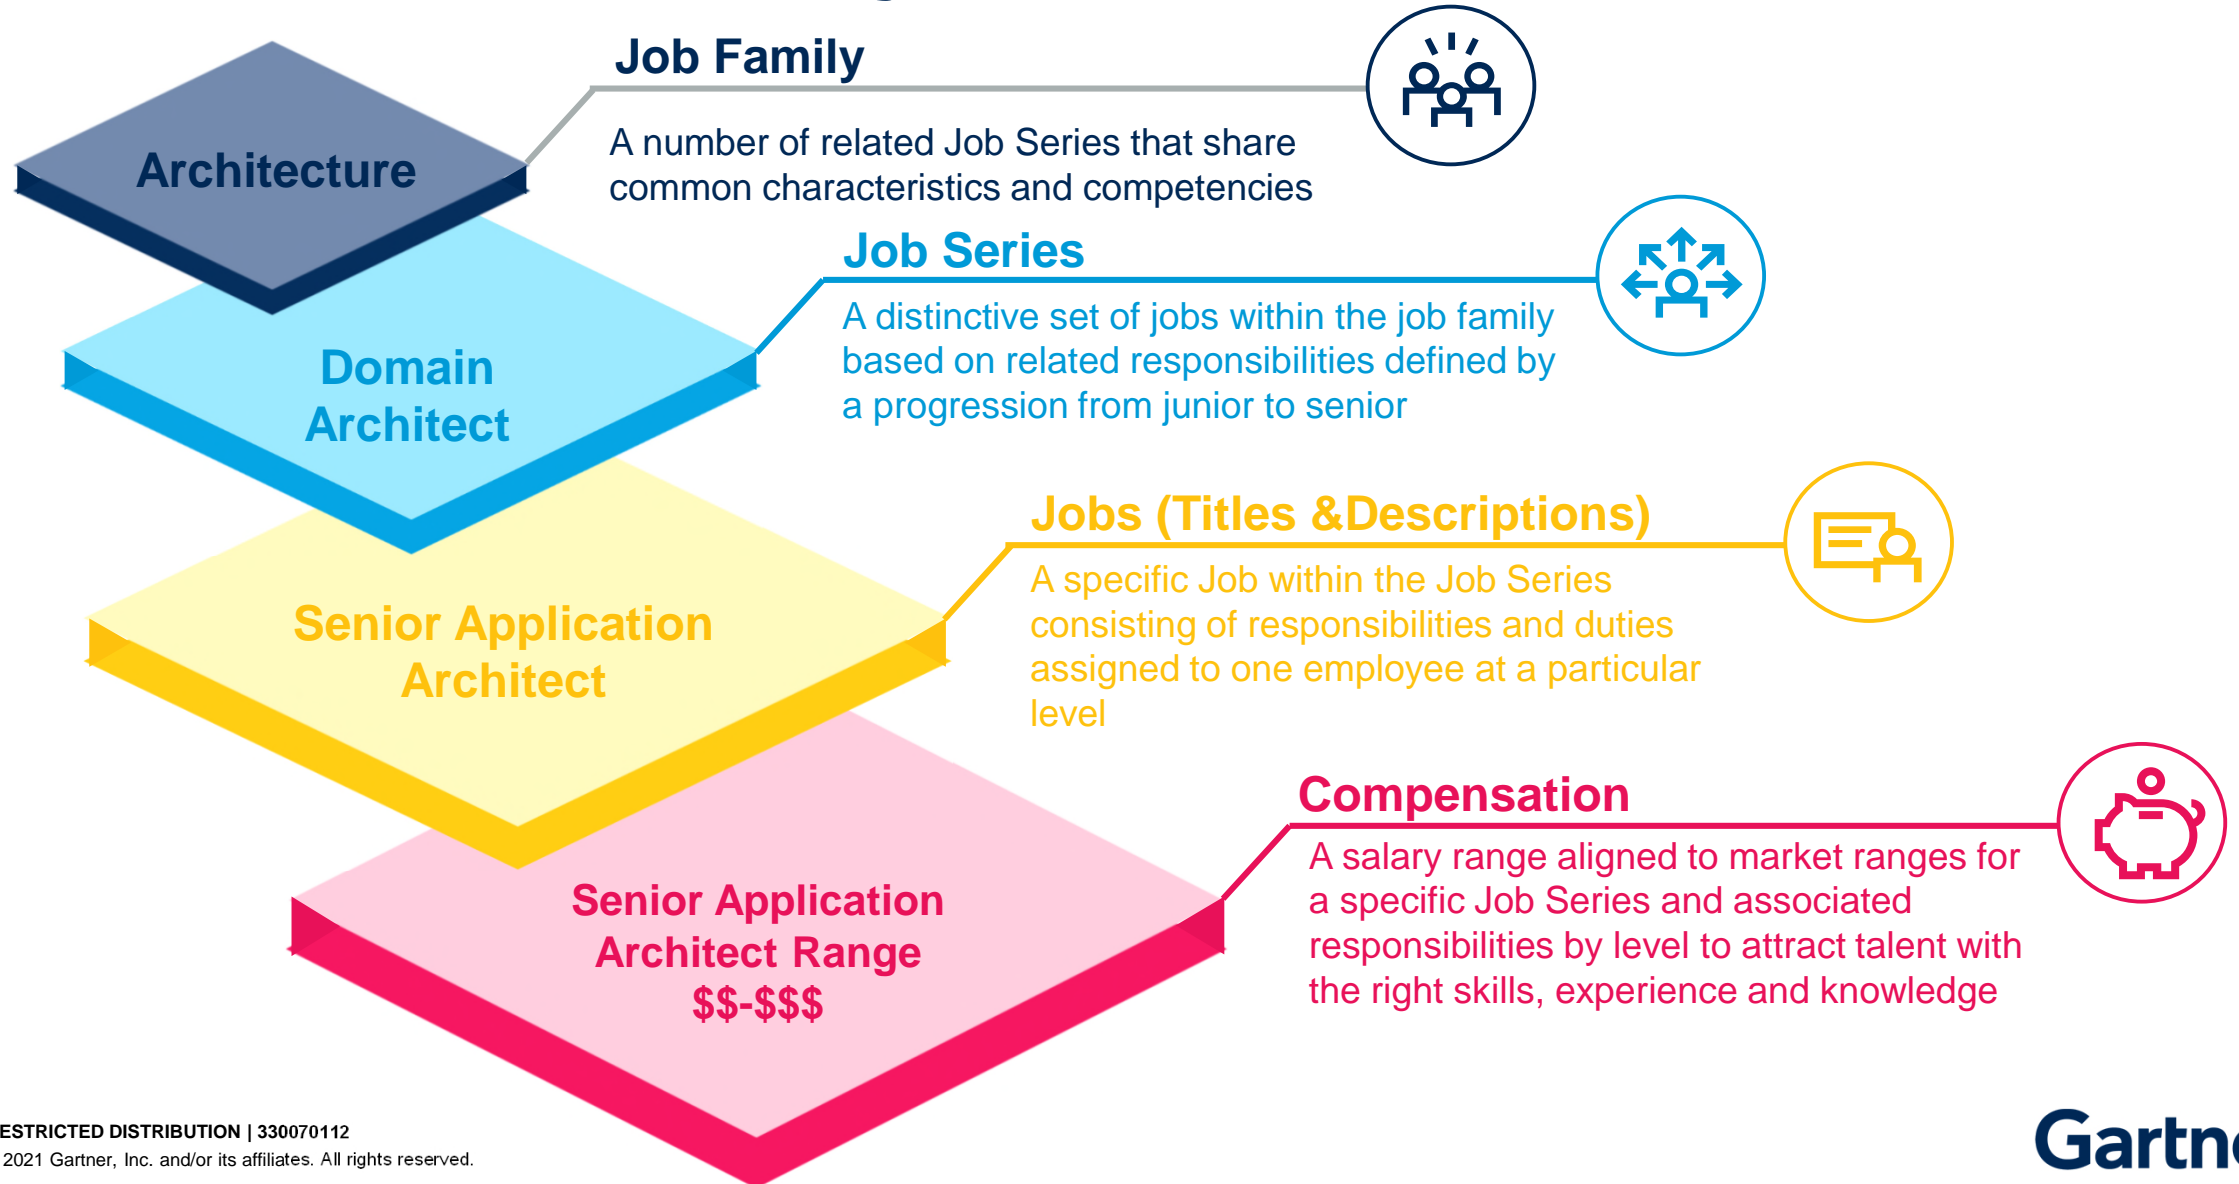 Job Family
Architecture
A number of related Job Series that share
common characteristics and competencies
Job Series
Domain
Architect
A distinctive set of jobs within the job family
based on related responsibilities defined by
a progression from junior to senior
Jobs (Titles &Descriptions)
Senior Application
Architect
A specific Job within the Job Series
consisting of responsibilities and duties
assigned to one employee at a particular
level
Compensation
Senior Application
Architect Range
$$-$$$
A salary range aligned to market ranges for
a specific Job Series and associated
responsibilities by level to attract talent with
the right skills, experience and knowledge
ESTRICTED DISTRIBUTION | 330070112
2021 Gartner, Inc. and/or its affiliates. All rights reserved.
Gartne